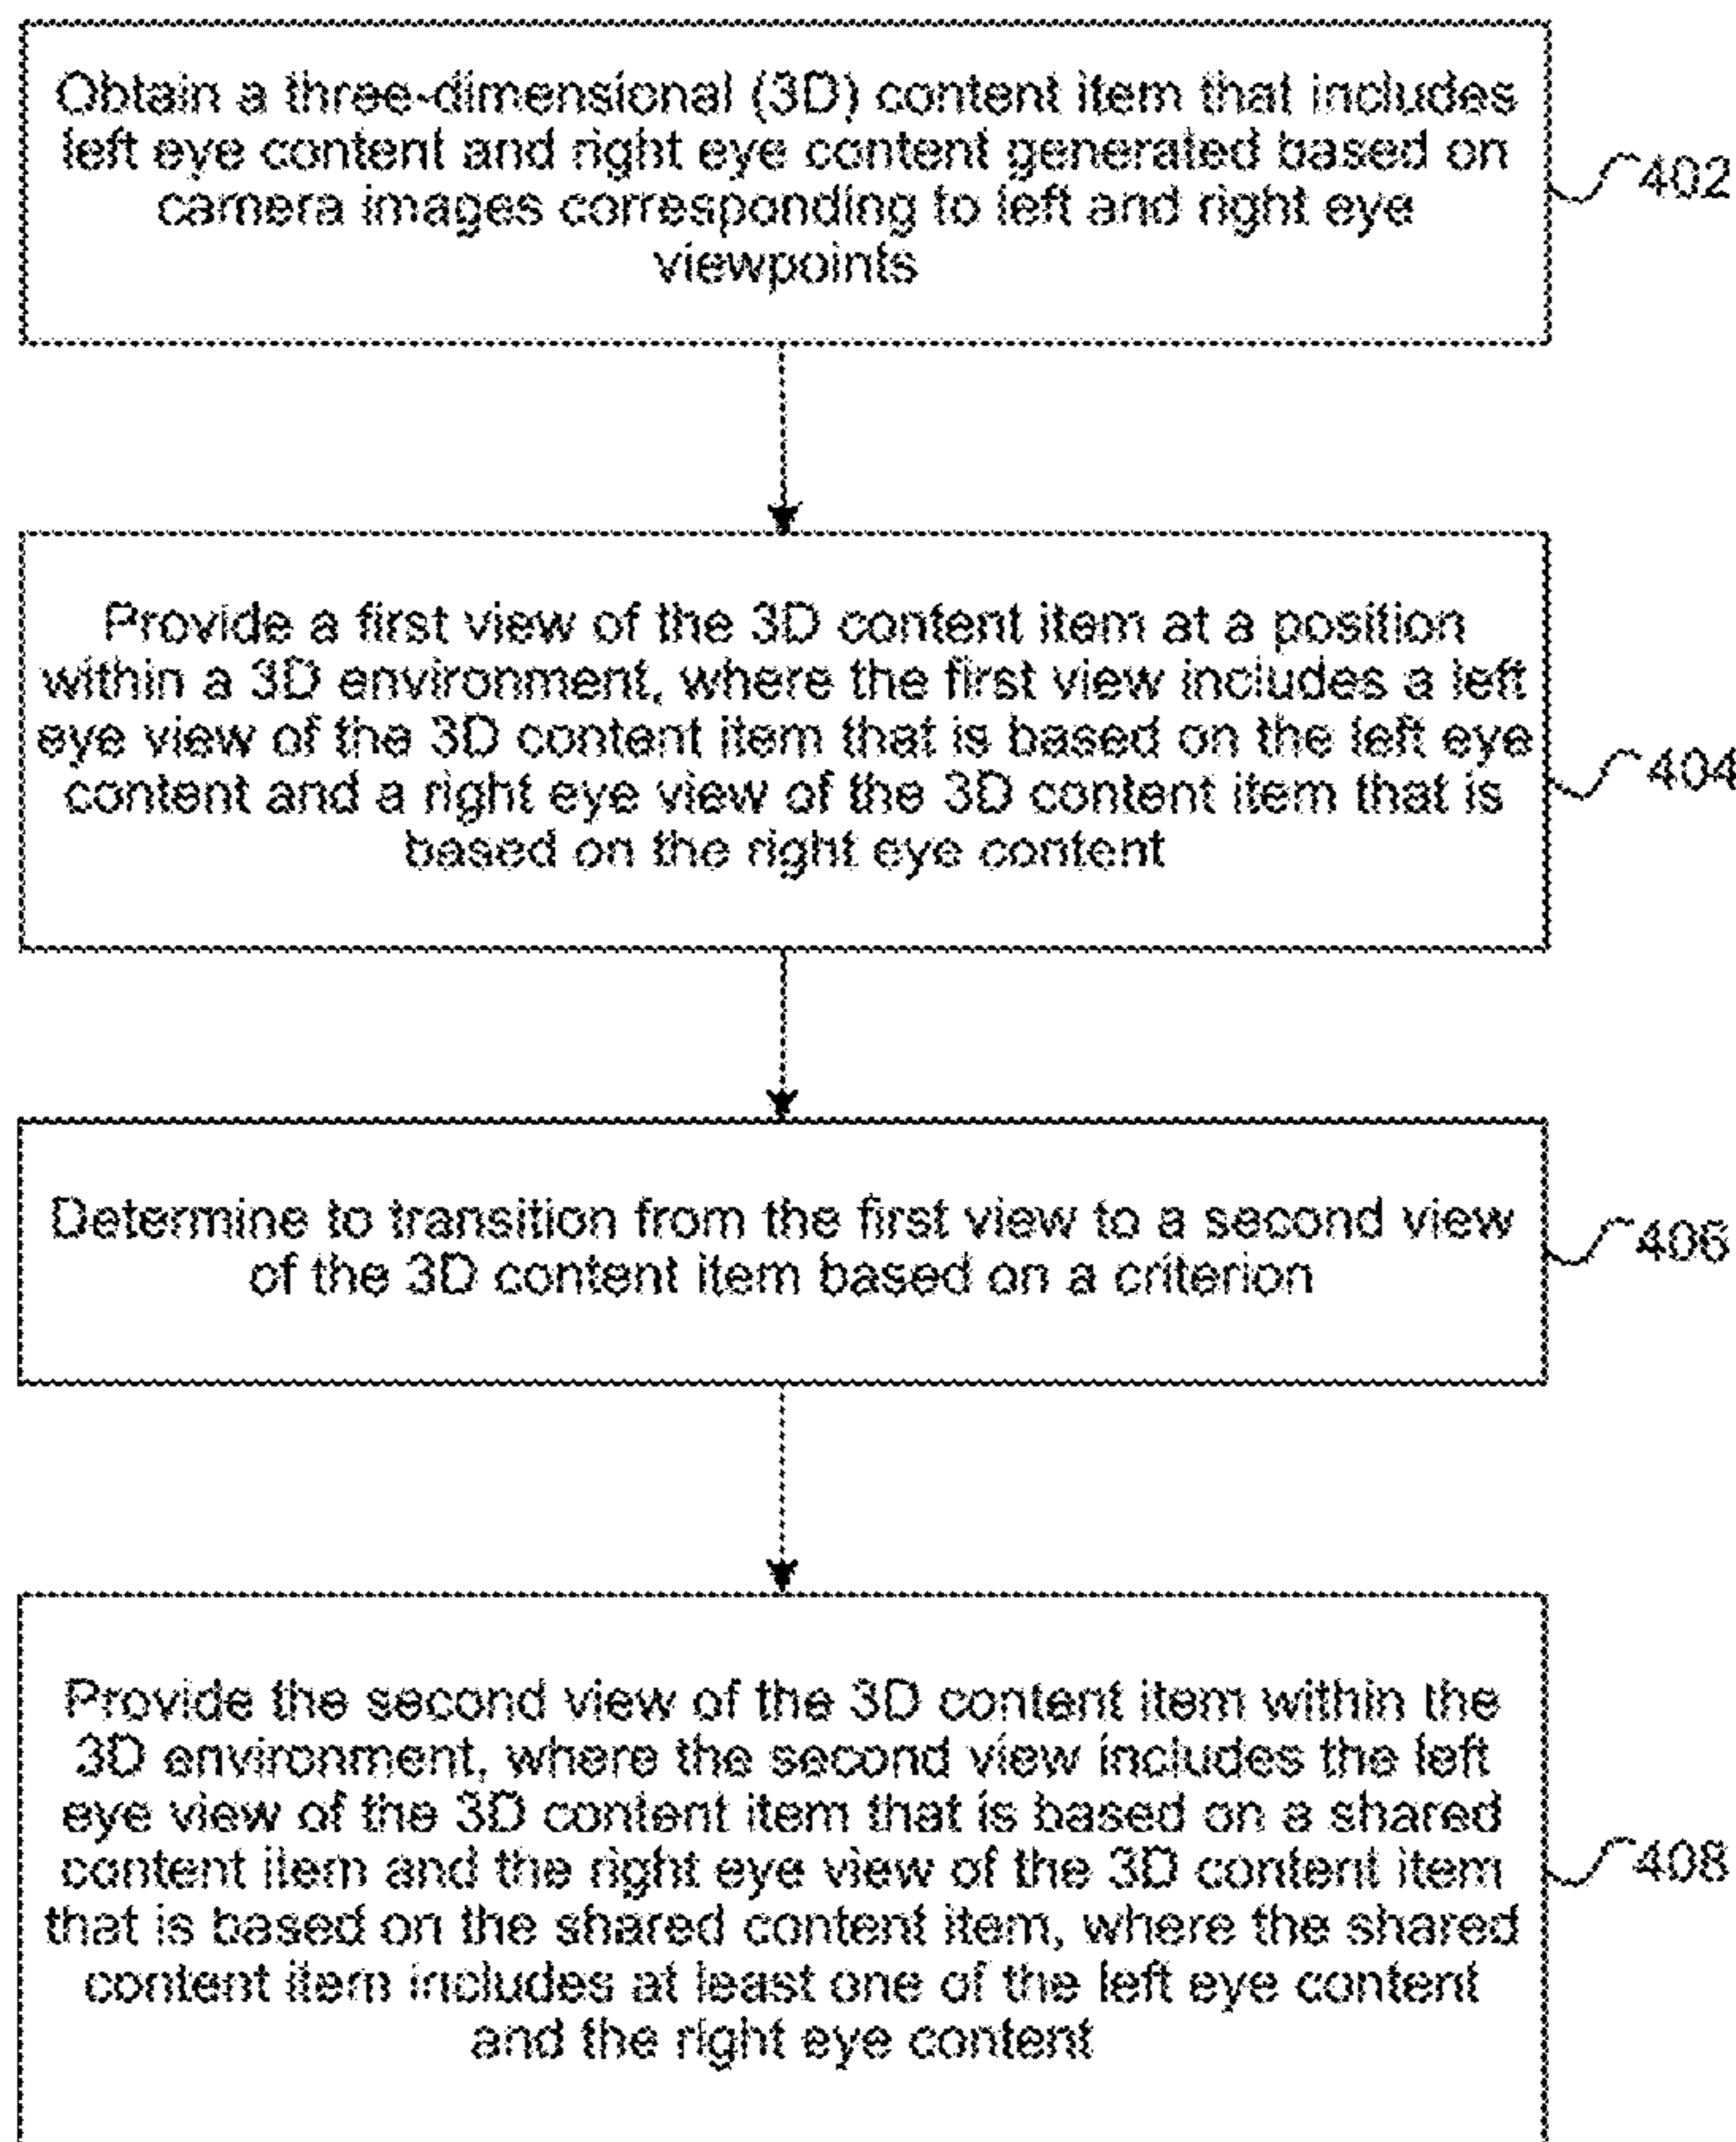 Obtain a three-dimensional (3D) content item that includes
left eye content and right eye content generated based on
camera images corresponding to left and right eye
viewpoints
402
Provide a first view of the 3D content item at a position
within a 3D environment, where the first view includes a left
eye view of the 3D content item that is based on the left eye
content and a right eye view of the 3D content item that is
based on the right eye content
404
Determine to transition from the first view to a second view
of the 3D content item based on a criterion
406
Provide the second view of the 3D content item within the
3D environment, where the second view includes the left
eye view of the 3D content item that is based on a shared
content item and the right eye view of the 3D content item
that is based on the shared content item, where the shared
content item includes at least one of the left eye content
and the right eye content
408